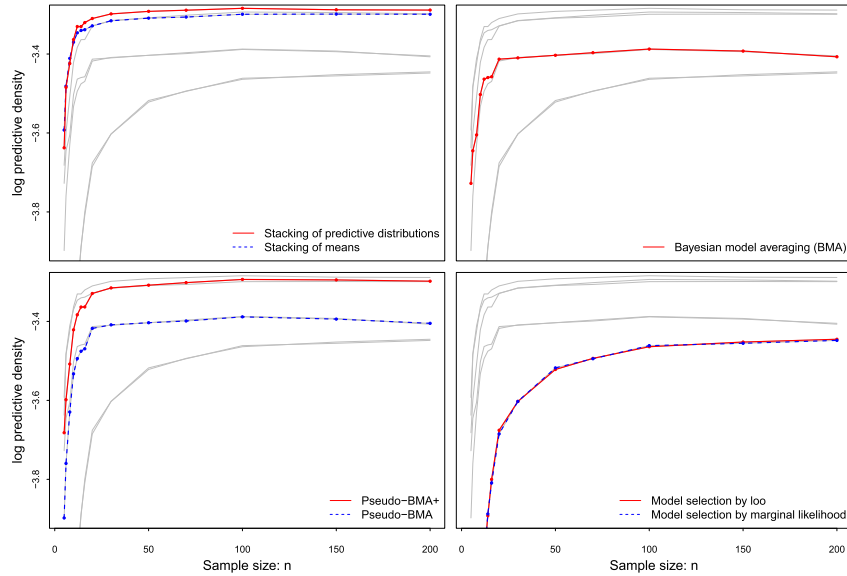 log predictive density
-3.4
-3.6
-3.8
Stacking of predictive distributions
Stacking of means
Bayesian model averaging (BMA)
log predictive density
-3.4
-3.6
-3.8
Pseudo−BMA+
Pseudo−BMA
Model selection by loo
Model selection by marginal likelihood
0 50 100 150 200
0 50 100 150 200
Sample size: n
Sample size: n